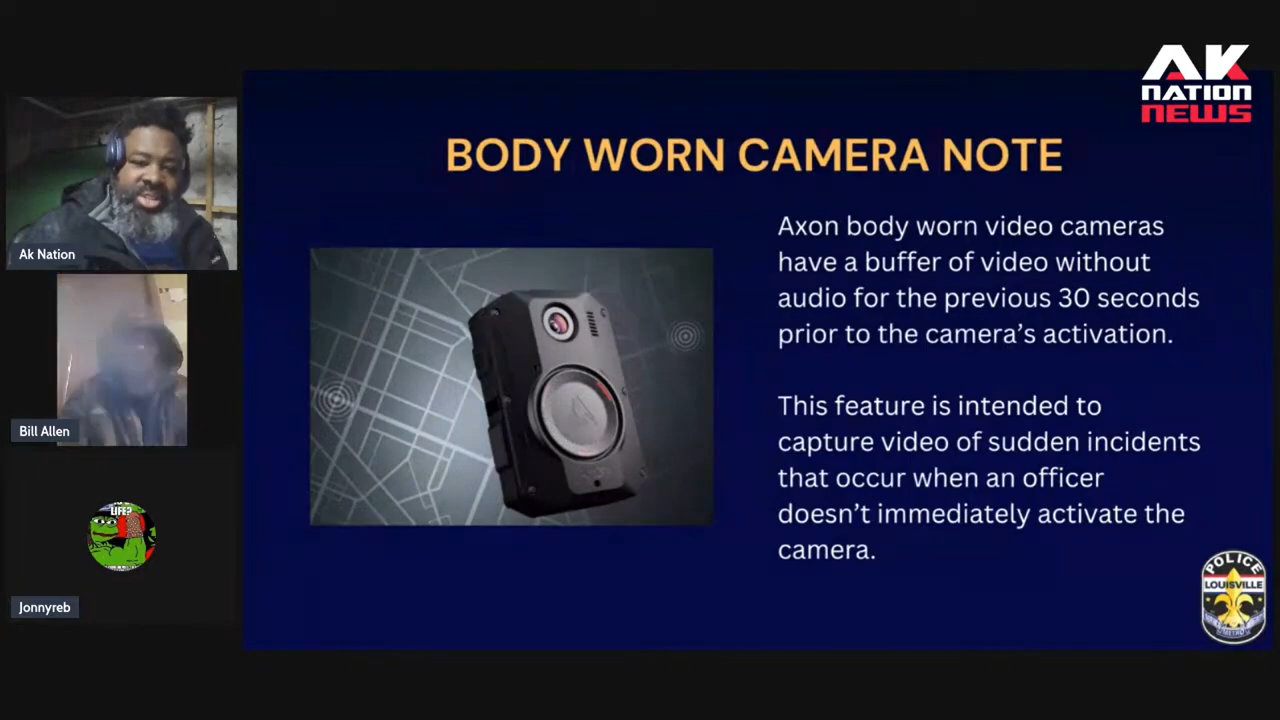 AK
NATION
NEWS
BODY WORN CAMERA NOTE
Axon body worn video cameras
have a buffer of video without
audio for the previous 30 seconds
prior to the camera’s activation.
This feature is intended to
capture video of sudden incidents
that occur when an officer
doesn’t immediately activate the
camera.
Ak Nation
Bill Allen
LIFE?
Jonnyreb
POLICE
LOUISVILLE
METRO